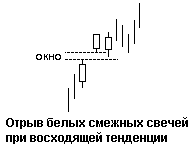 ОКНО
Отрыв белых смежных свечей
при восходящей тенденции